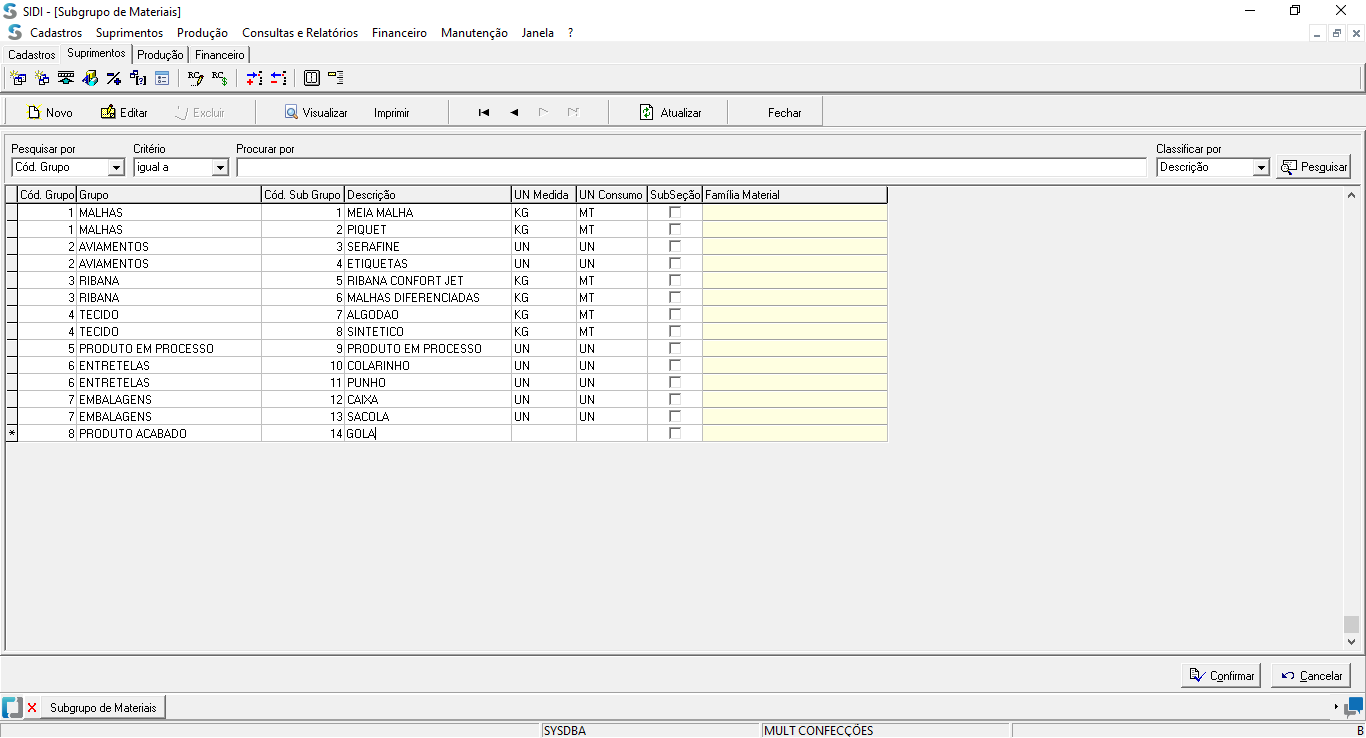 SIDI - [Subgrupo de Materiais]
Cadastros Suprimentos Produção Consultas e Relatórios Financeiro Manutenção Janela ?
Cadastros Suprimentos Produção Financeiro
Novo Editar Excluir Visualizar Imprimir Atualizar Fechar
Pesquisar por Critério Procurar por Classificar por
Cód. Grupo igual a Descrição Pesquisar
Cód. Grupo Grupo Cód. Sub Grupo Descrição UN Medida UN Consumo SubSeção Família Material
1 MALHAS 1 MEIA MALHA KG MT
1 MALHAS 2 PIQUET KG MT
2 AVIAMENTOS 3 SERAFINE UN UN
2 AVIAMENTOS 4 ETIQUETAS UN UN
3 RIBANA 5 RIBANA CONFORT JET KG MT
3 RIBANA 6 MALHAS DIFERENCIADAS KG MT
4 TECIDO 7 ALGODAO KG MT
4 TECIDO 8 SINTETICO KG MT
5 PRODUTO EM PROCESSO 9 PRODUTO EM PROCESSO UN UN
6 ENTRETELAS 10 COLARINHO UN UN
6 ENTRETELAS 11 PUNHO UN UN
7 EMBALAGENS 12 CAIXA UN UN
7 EMBALAGENS 13 SACOLA UN UN
* 8 PRODUTO ACABADO 14 GOLA
Confirmar Cancelar
Subgrupo de Materiais
SYSDBA MULT CONFECÇÕES B